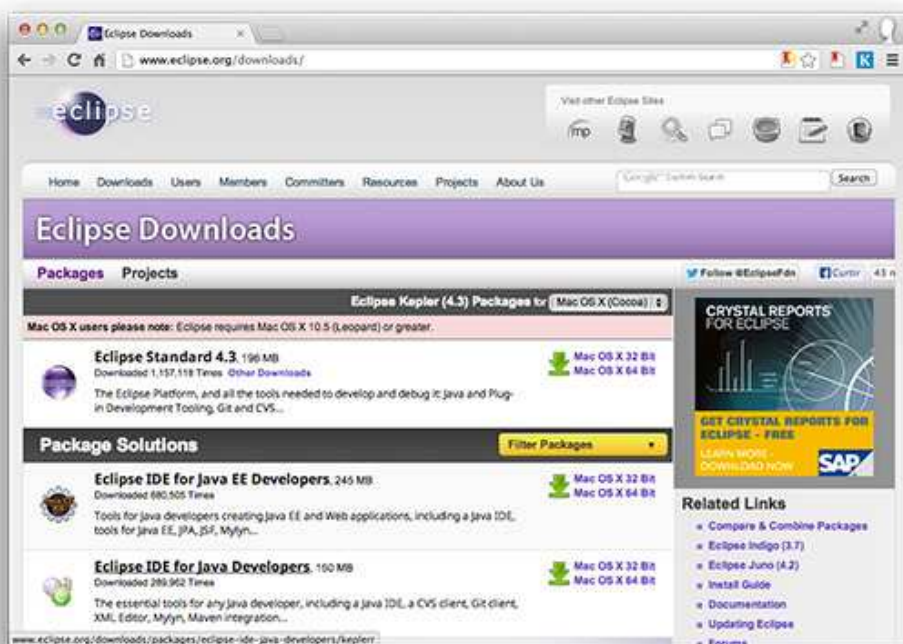 Eclipse Downloads
www.eclipse.org/downloads/
eclipse
Visit other Eclipse Sites
mp
Home Downloads Users Members Committers Resources Projects About Us
Google Custom Search
Search
Eclipse Downloads
Packages Projects
Follow @EclipseFdn
Curtir
Eclipse Kepler (4.3) Packages for Mac OS X (Cocoa)
Mac OS X users please note: Eclipse requires Mac OS X 10.5 (Leopard) or greater.
Eclipse Standard 4.3, 196 MB
Downloaded 1,157,118 Times Other Downloads
The Eclipse Platform, and all the tools needed to develop and debug it: Java and Plug-
in Development Tooling, Git and CVS...
Mac OS X 32 Bit
Mac OS X 64 Bit
Package Solutions
Filter Packages
Eclipse IDE for Java EE Developers, 245 MB
Downloaded 680,505 Times
Tools for Java developers creating Java EE and Web applications, including a Java IDE,
tools for Java EE, JPA, JSF, Mylyn...
Mac OS X 32 Bit
Mac OS X 64 Bit
Eclipse IDE for Java Developers, 150 MB
Downloaded 289,962 Times
The essential tools for any Java developer, including a Java IDE, a CVS client, Git client,
XML Editor, Mylyn, Maven integration...
Mac OS X 32 Bit
Mac OS X 64 Bit
CRYSTAL REPORTS
FOR ECLIPSE
GET CRYSTAL REPORTS FOR
ECLIPSE - FREE
LEARN MORE -
DOWNLOAD NOW
SAP
Related Links
Compare & Combine Packages
Eclipse Indigo (3.7)
Eclipse Juno (4.2)
Install Guide
Documentation
Updating Eclipse
Forums
www.eclipse.org/downloads/packages/eclipse-ide-java-developers/keplerr